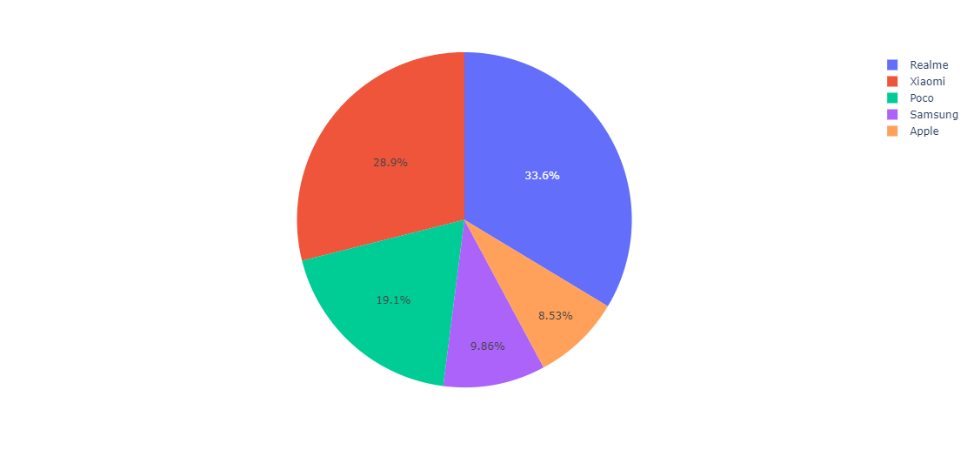 Realme
Xiaomi
Poco
Samsung
Apple
28.9%
33.6%
19.1%
8.53%
9.86%